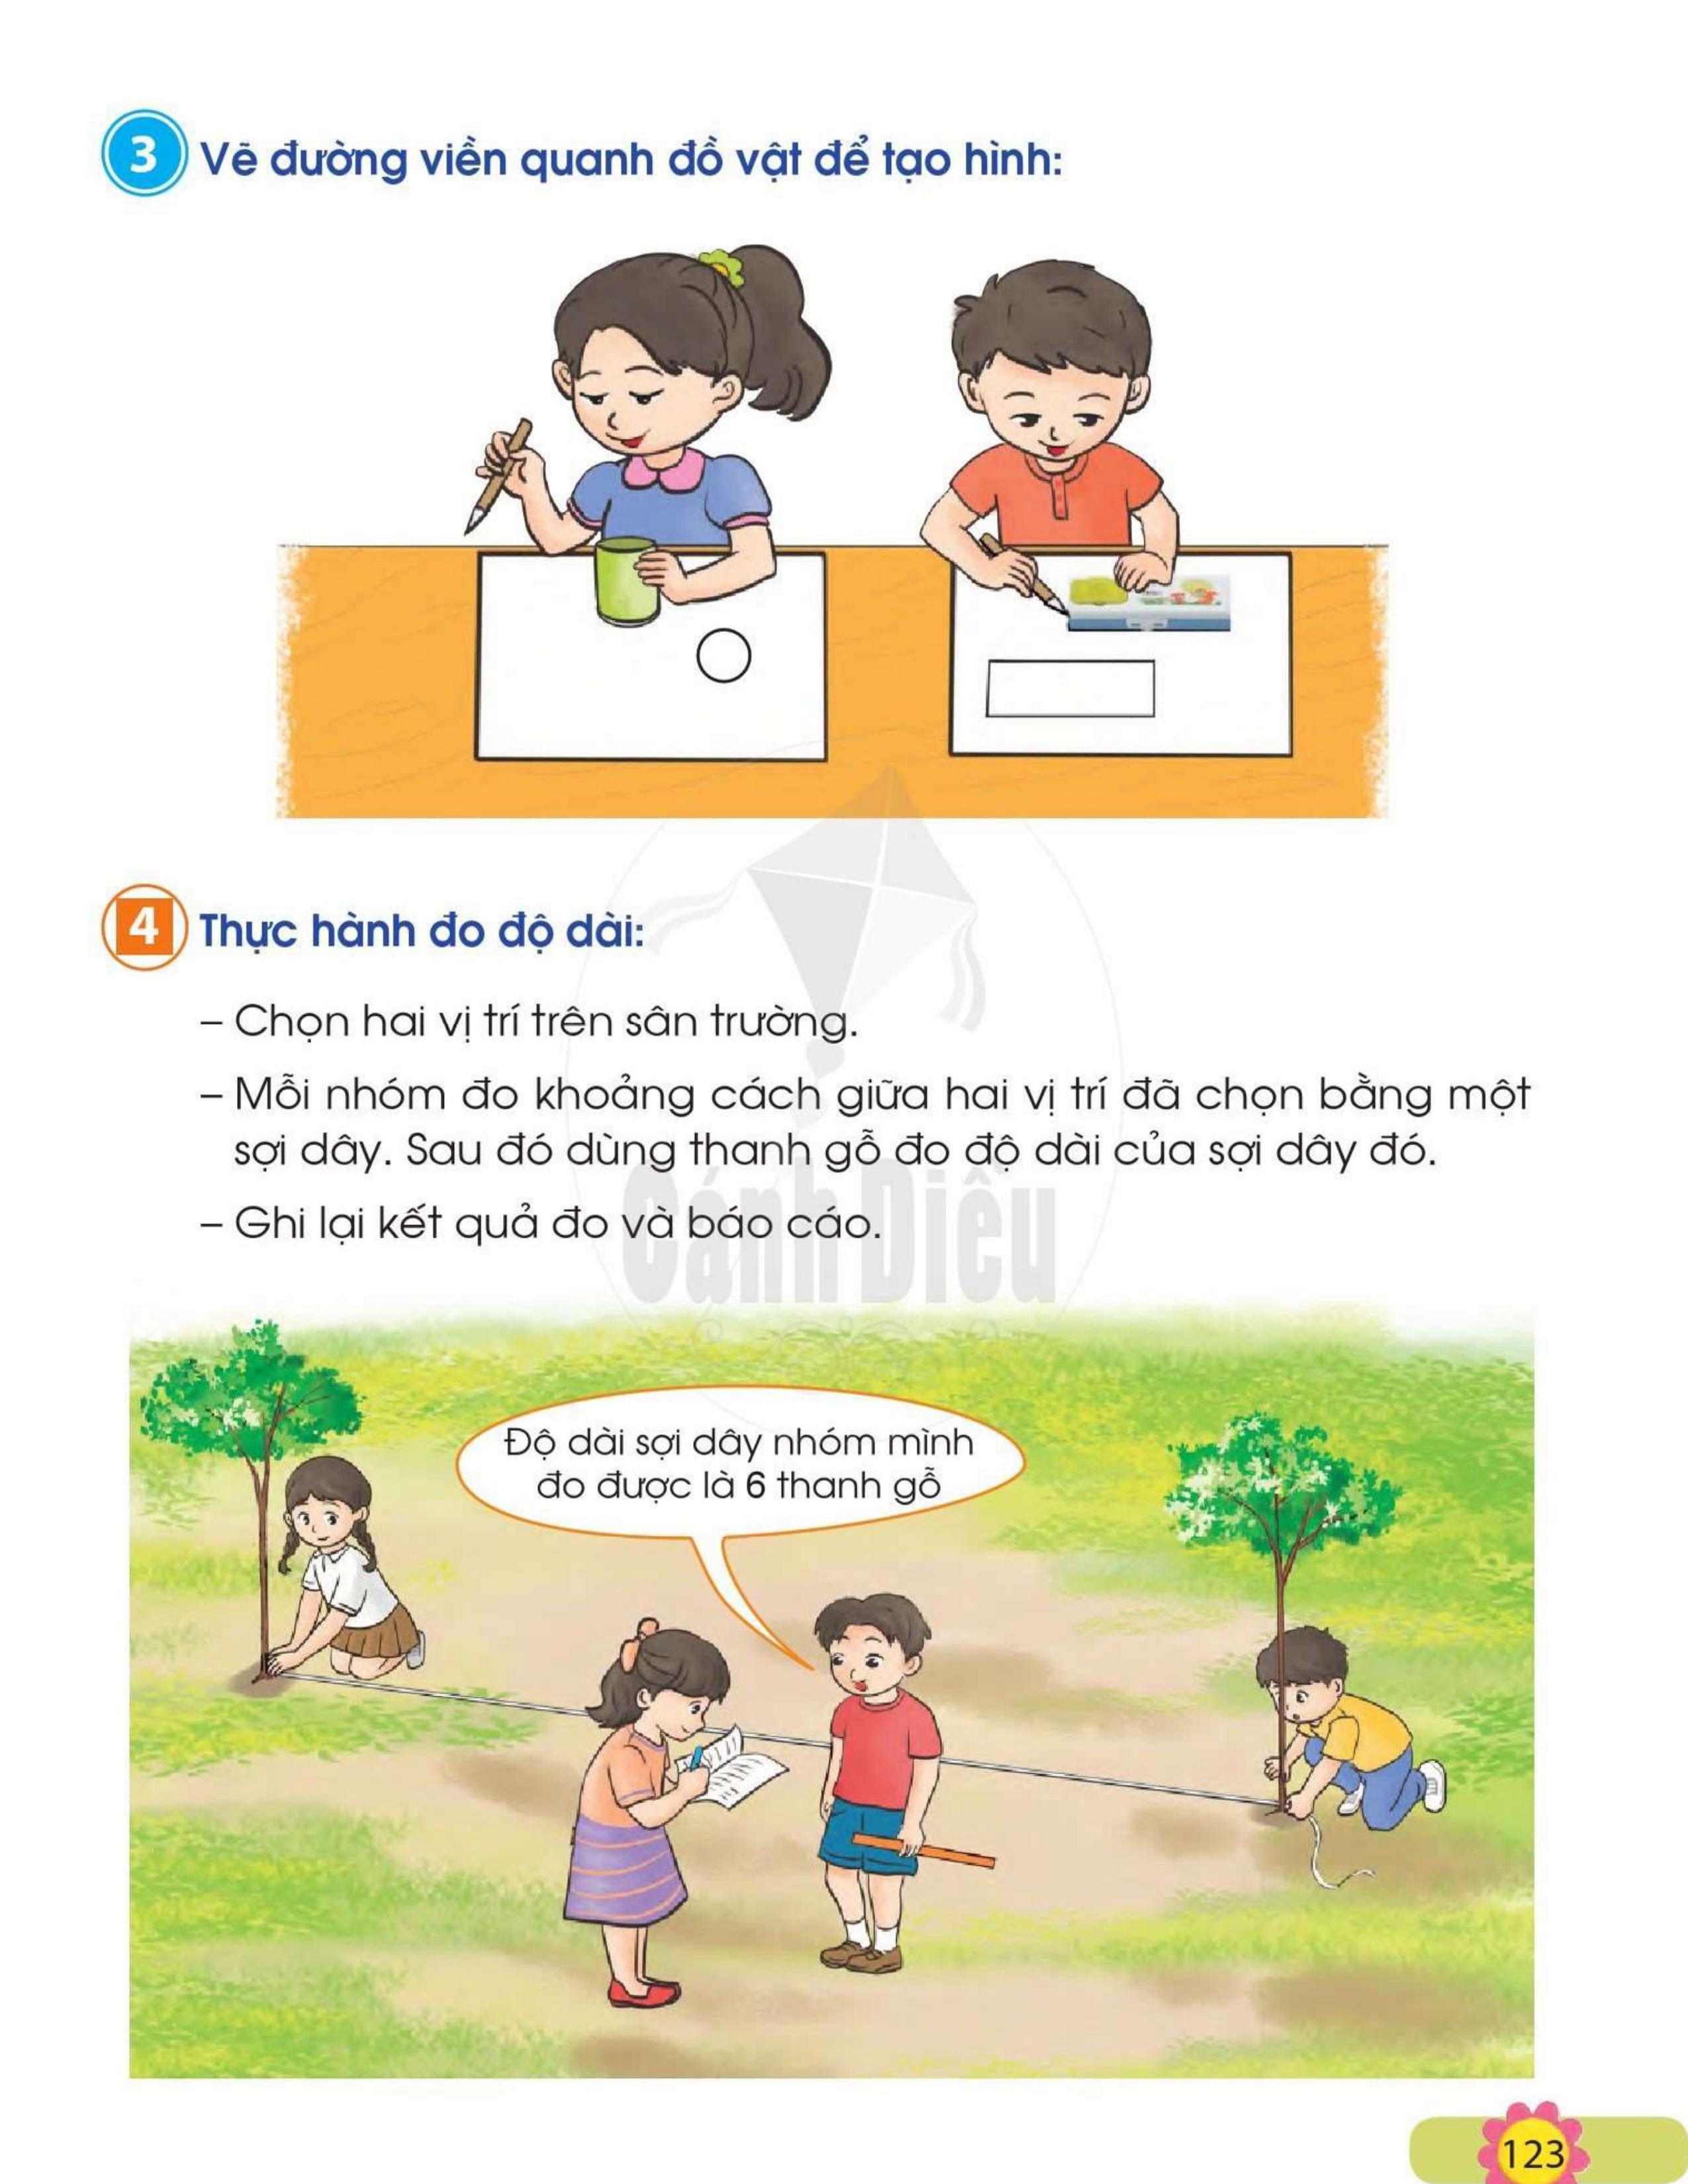 3 Vẽ đường viền quanh đồ vật để tạo hình:
4 Thực hành đo độ dài:
– Chọn hai vị trí trên sân trường.
– Mỗi nhóm đo khoảng cách giữa hai vị trí đã chọn bằng một
sợi dây. Sau đó dùng thanh gỗ đo độ dài của sợi dây đó.
– Ghi lại kết quả đo và báo cáo.
Cánh Diều
Độ dài sợi dây nhóm mình
đo được là 6 thanh gỗ
123